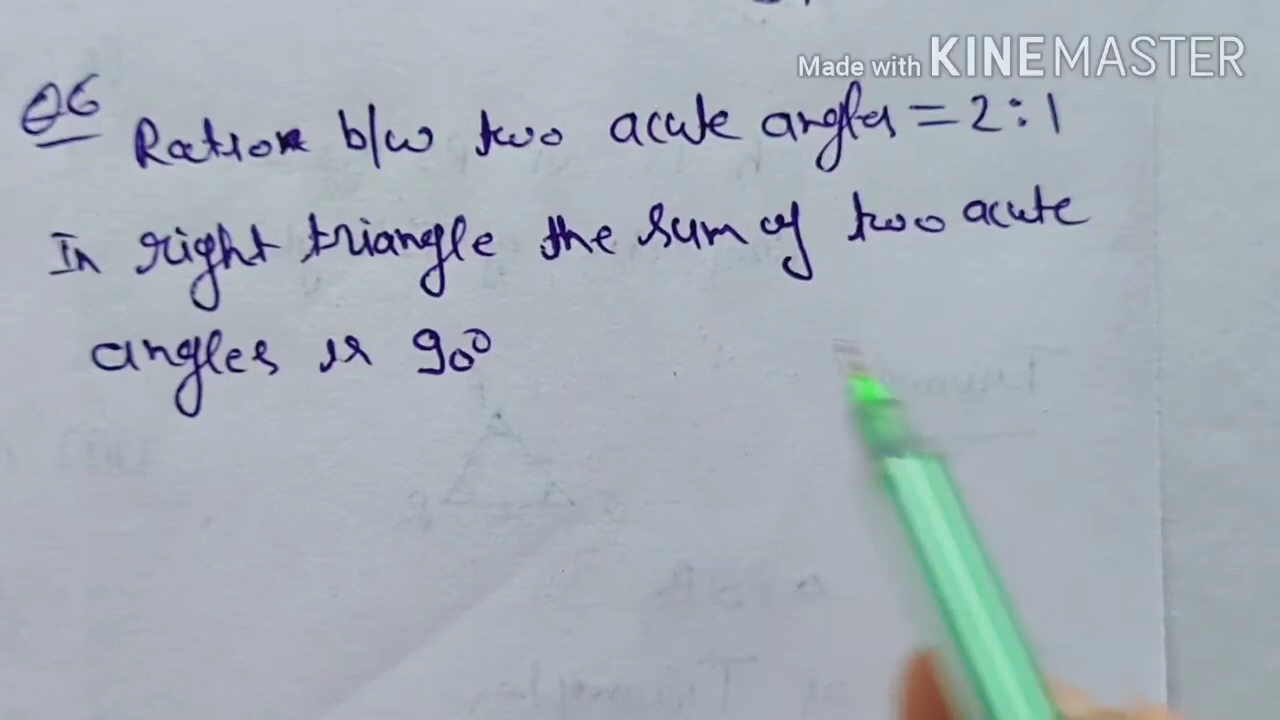 Made with KINEMASTER
Q6 Ratio b/w two acute angles = 2:1
In right triangle the sum of two acute
angles is 90°